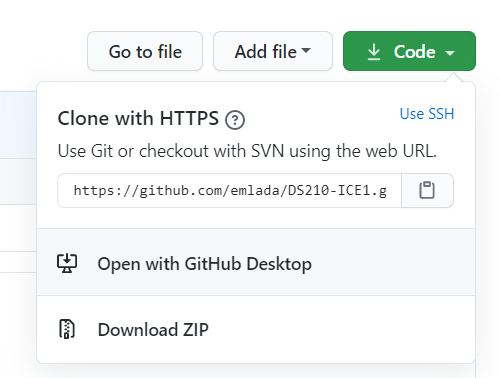 Go to file Add file Code
Clone with HTTPS ? Use SSH
Use Git or checkout with SVN using the web URL.
https://github.com/emlada/DS210-ICE1.g
Open with GitHub Desktop
Download ZIP